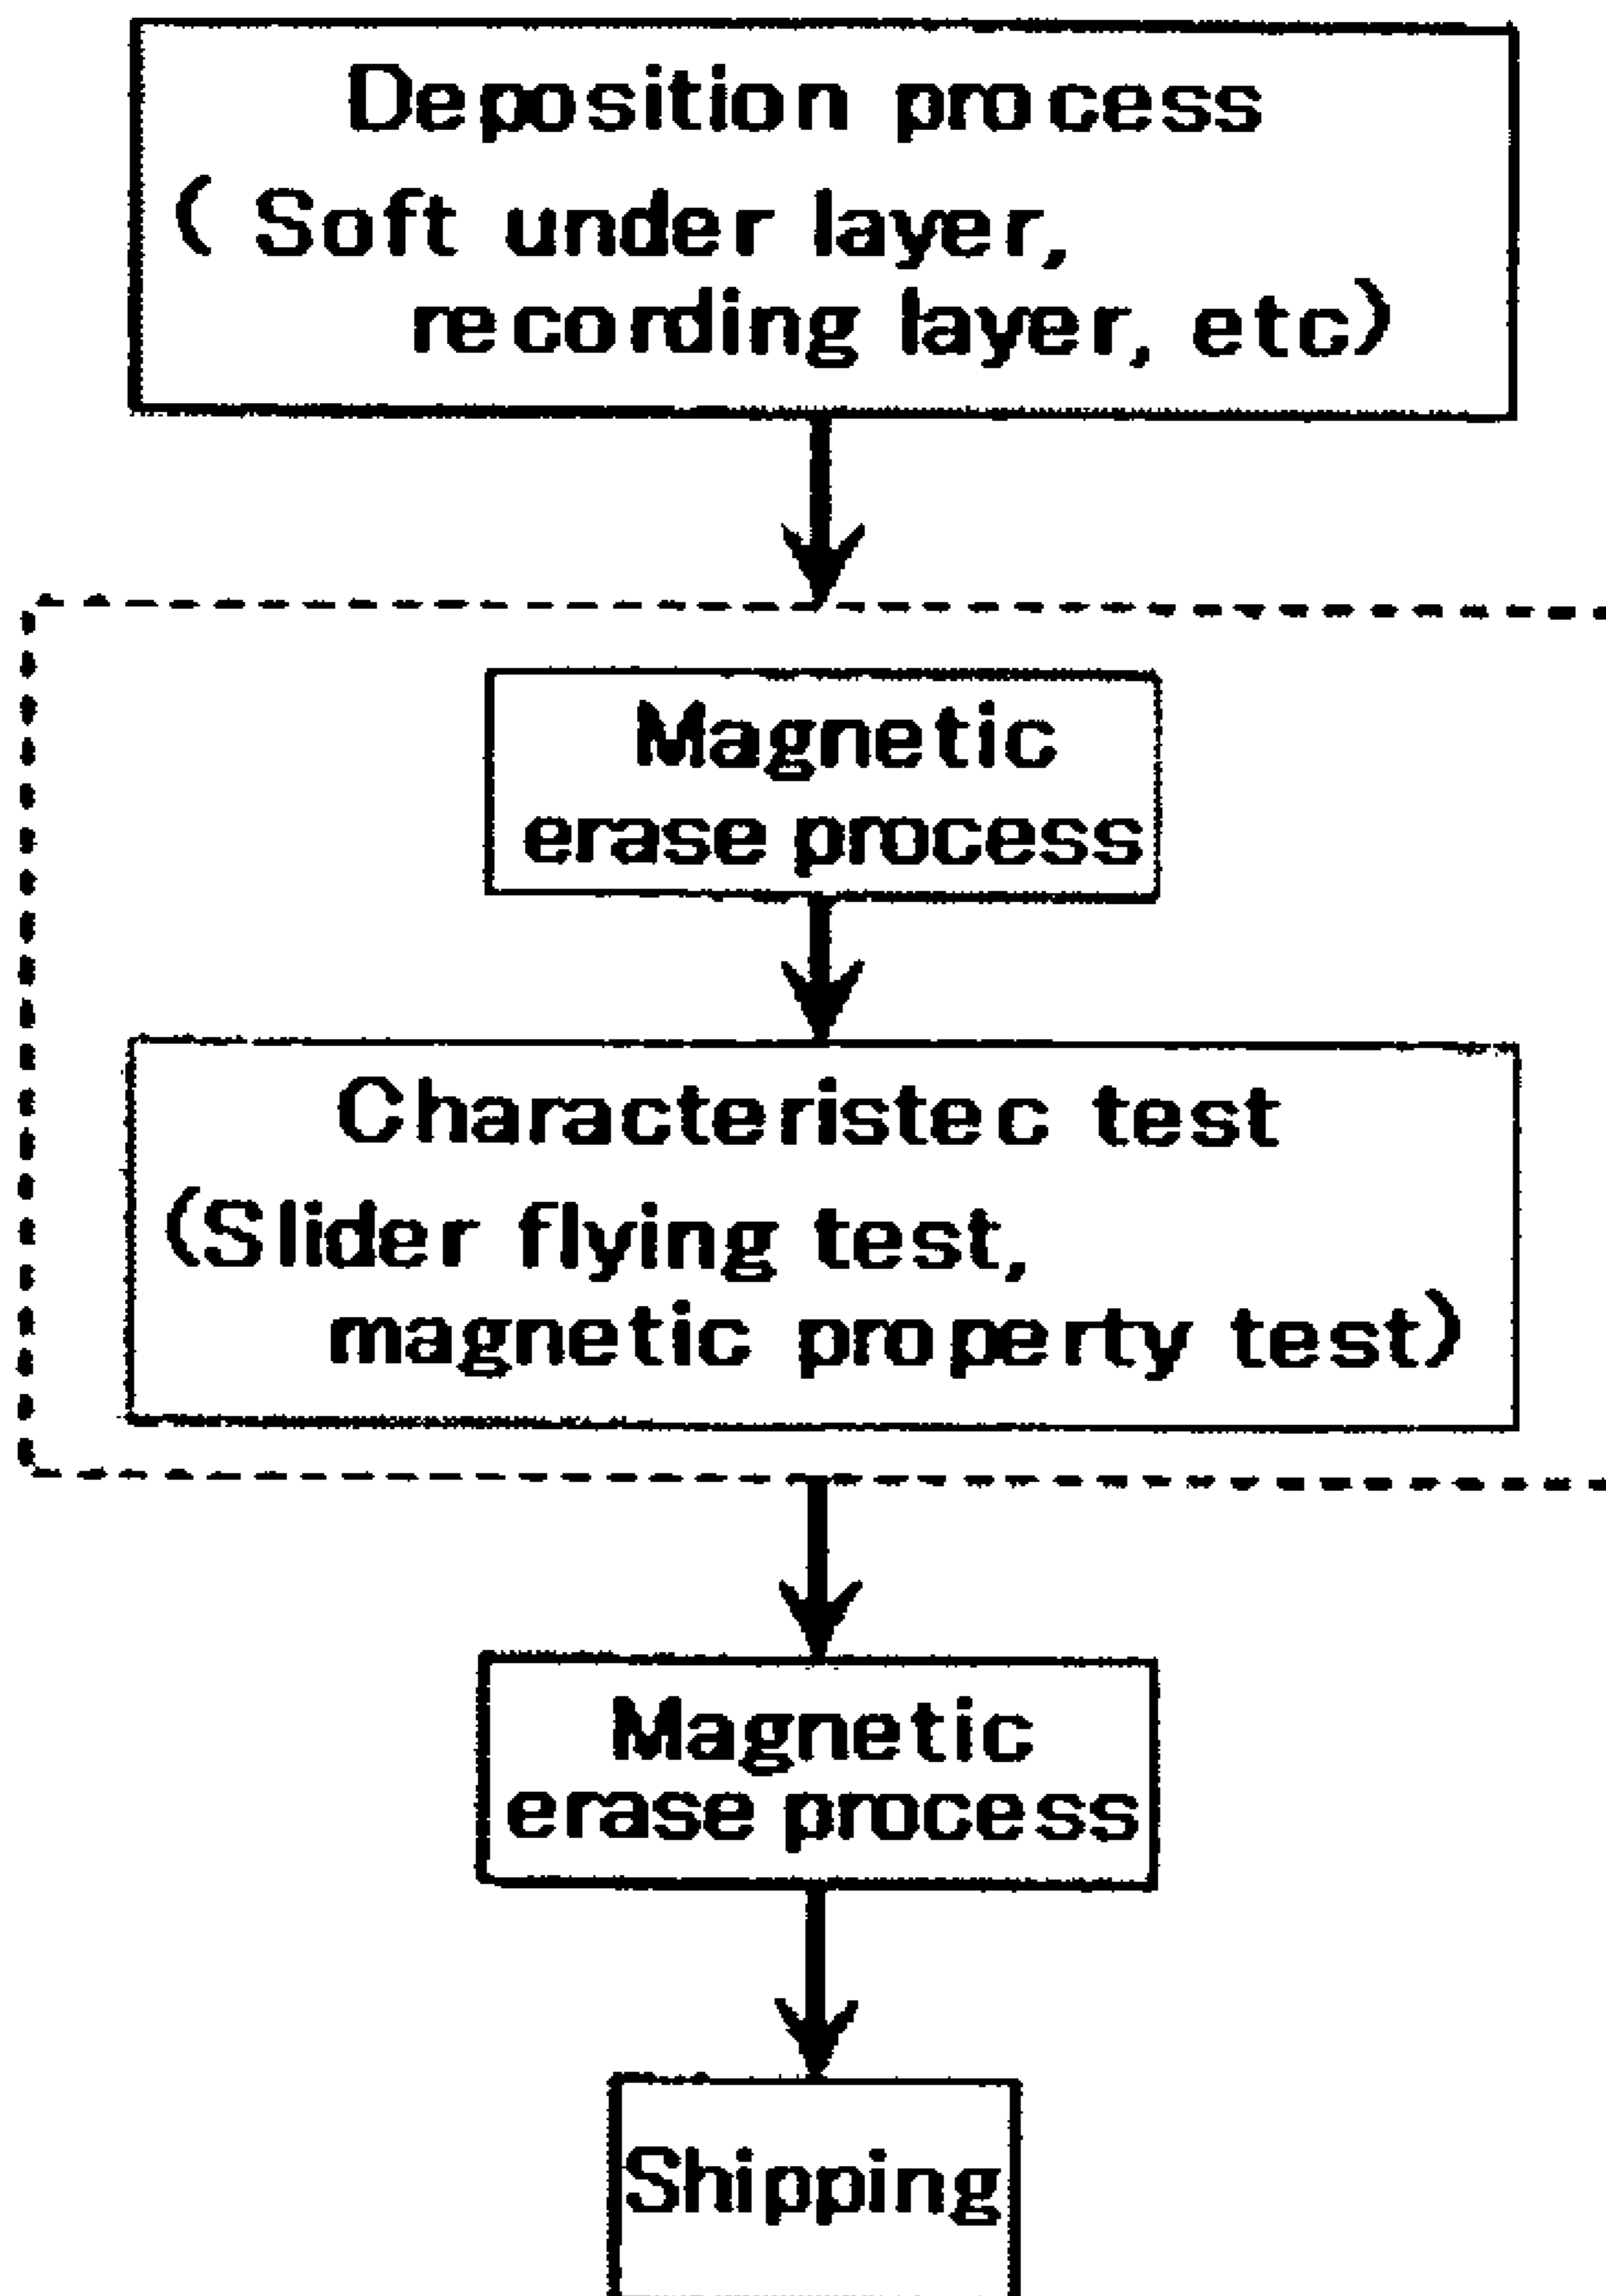 Deposition process
( Soft under layer,
recording layer, etc)
Magnetic
erase process
Characteristec test
(Slider flying test,
magnetic property test)
Magnetic
erase process
Shipping